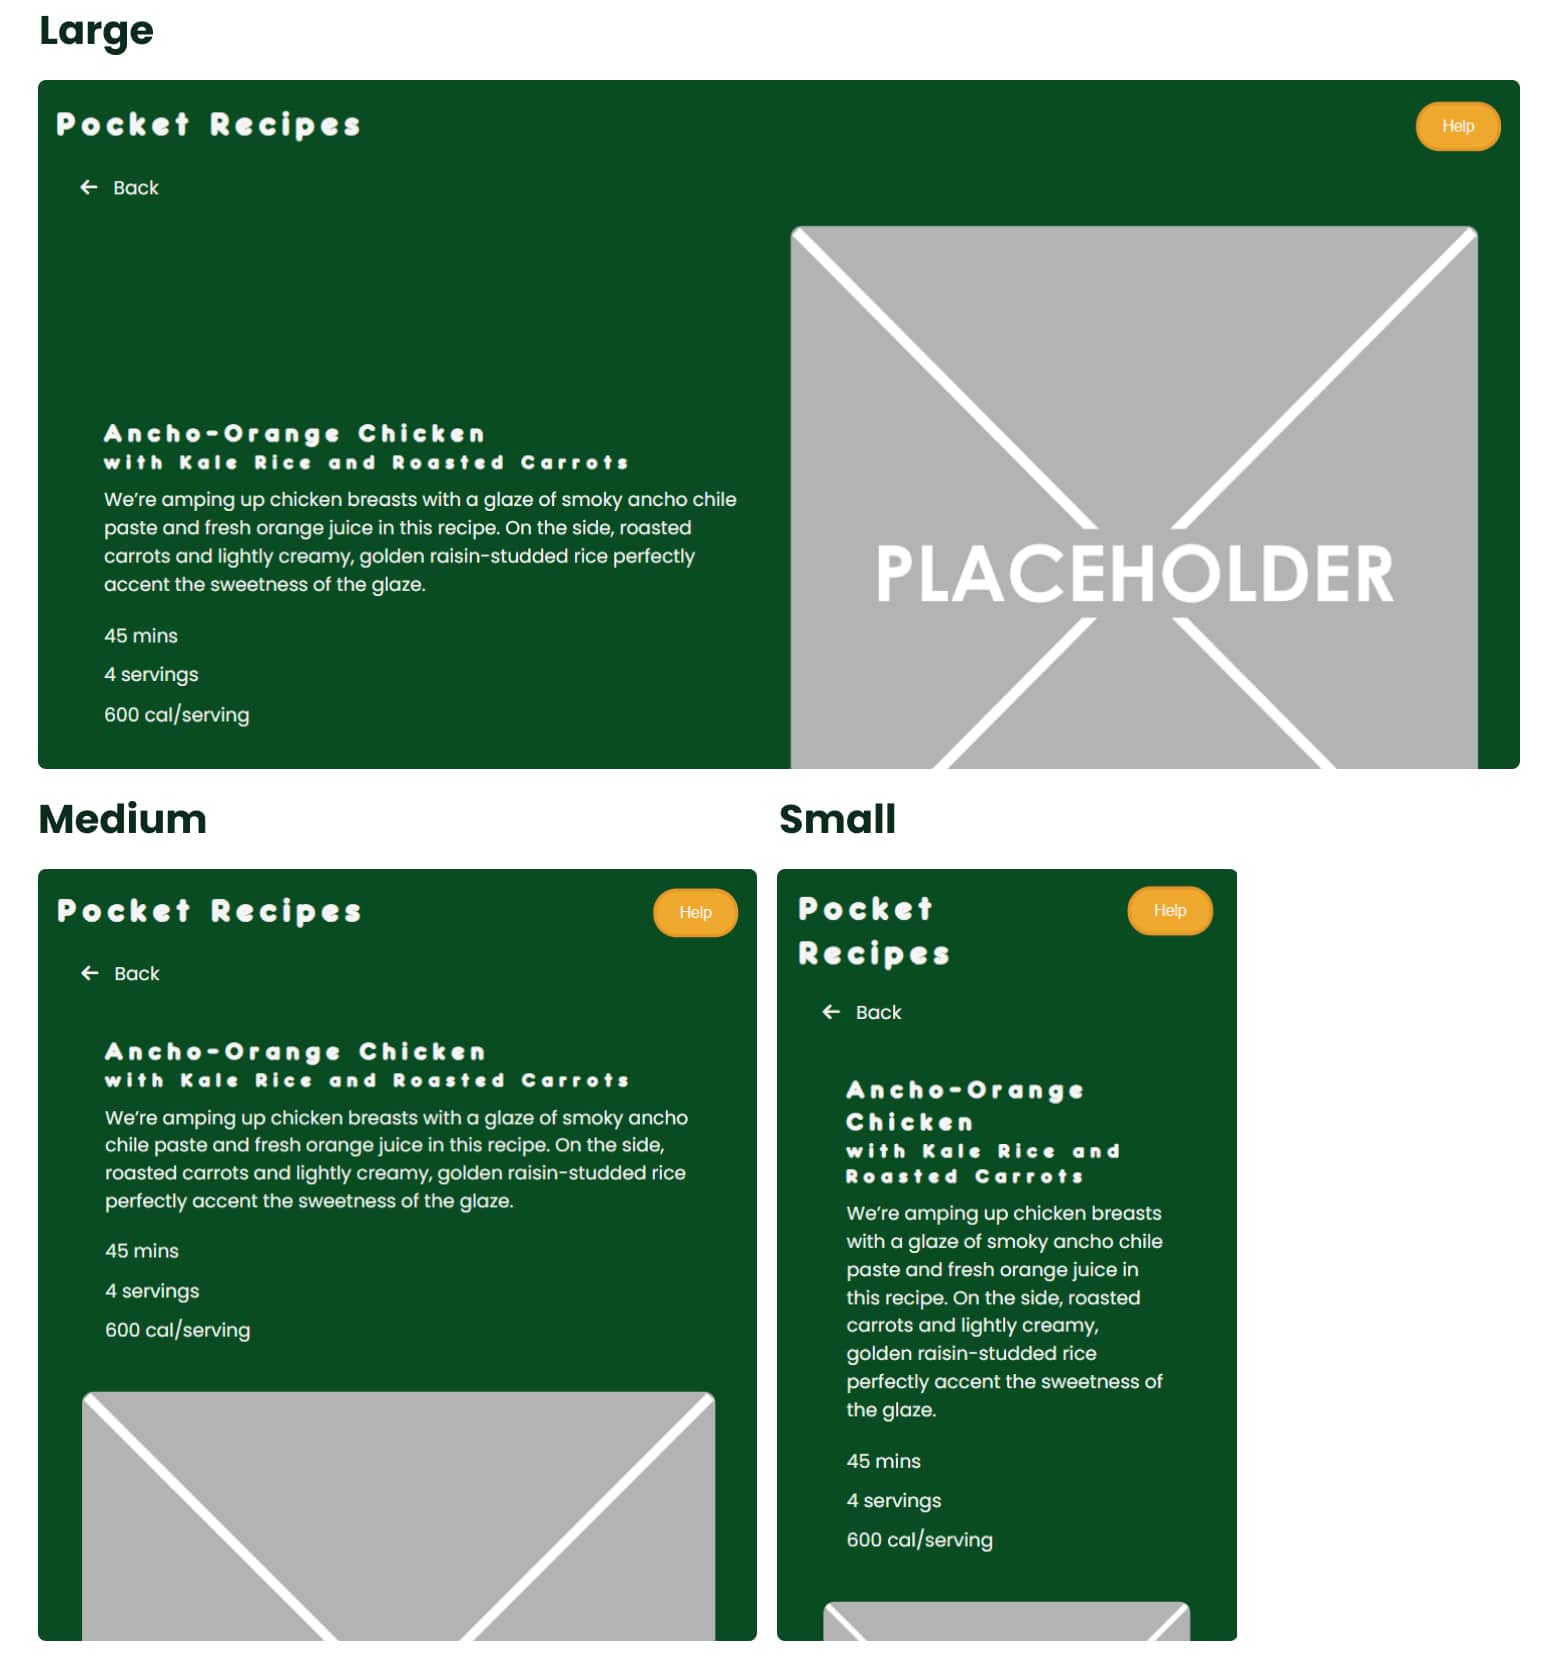 Large
Pocket Recipes
Help
← Back
Ancho-Orange Chicken
with Kale Rice and Roasted Carrots
We’re amping up chicken breasts with a glaze of smoky ancho chile
paste and fresh orange juice in this recipe. On the side, roasted
carrots and lightly creamy, golden raisin-studded rice perfectly
accent the sweetness of the glaze.
45 mins
4 servings
600 cal/serving
PLACEHOLDER
Medium
Pocket Recipes
Help
← Back
Ancho-Orange Chicken
with Kale Rice and Roasted Carrots
We’re amping up chicken breasts with a glaze of smoky ancho
chile paste and fresh orange juice in this recipe. On the side,
roasted carrots and lightly creamy, golden raisin-studded rice
perfectly accent the sweetness of the glaze.
45 mins
4 servings
600 cal/serving
Small
Pocket
Recipes
Help
← Back
Ancho-Orange
Chicken
with Kale Rice and
Roasted Carrots
We’re amping up chicken breasts
with a glaze of smoky ancho chile
paste and fresh orange juice in
this recipe. On the side, roasted
carrots and lightly creamy,
golden raisin-studded rice
perfectly accent the sweetness of
the glaze.
45 mins
4 servings
600 cal/serving